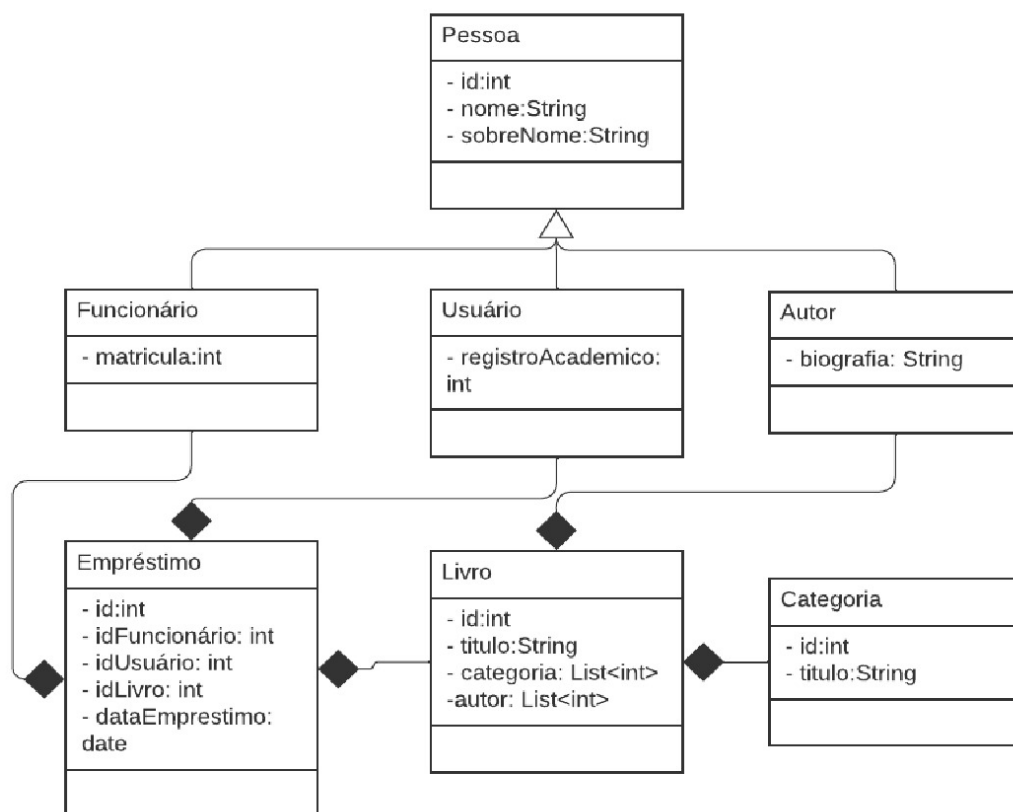 Pessoa
- id:int
- nome:String
- sobreNome:String
Funcionário
- matricula:int
Usuário
- registroAcademico:
int
Autor
- biografia: String
Empréstimo
- id:int
- idFuncionário: int
- idUsuário: int
- idLivro: int
- dataEmprestimo:
date
Livro
- id:int
- titulo:String
- categoria: List<int>
-autor: List<int>
Categoria
- id:int
- titulo:String